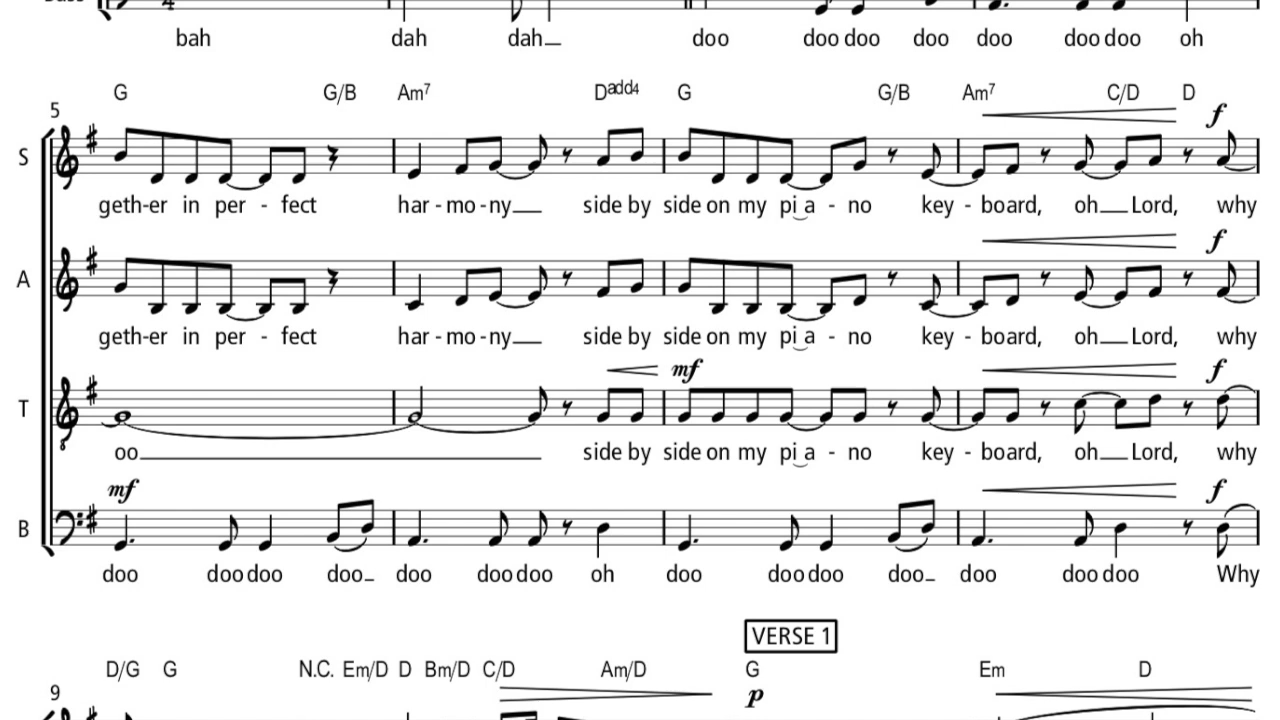 bah dah dah doo doo doo doo doo doo doo oh
G G/B Am7 Dadd4 G G/B Am7 C/D D
5
f
S
geth-er in per - fect har - mo - ny side by side on my pi a - no key - board, oh Lord, why
f
A
geth-er in per - fect har - mo - ny side by side on my pi a - no key - board, oh Lord, why
mf f
T
8
oo side by side on my pi a - no key - board, oh Lord, why
mf f
B
doo doo doo doo doo doo doo oh doo doo doo doo doo doo doo Why
VERSE 1
D/G G N.C. Em/D D Bm/D C/D Am/D G Em D
9
p